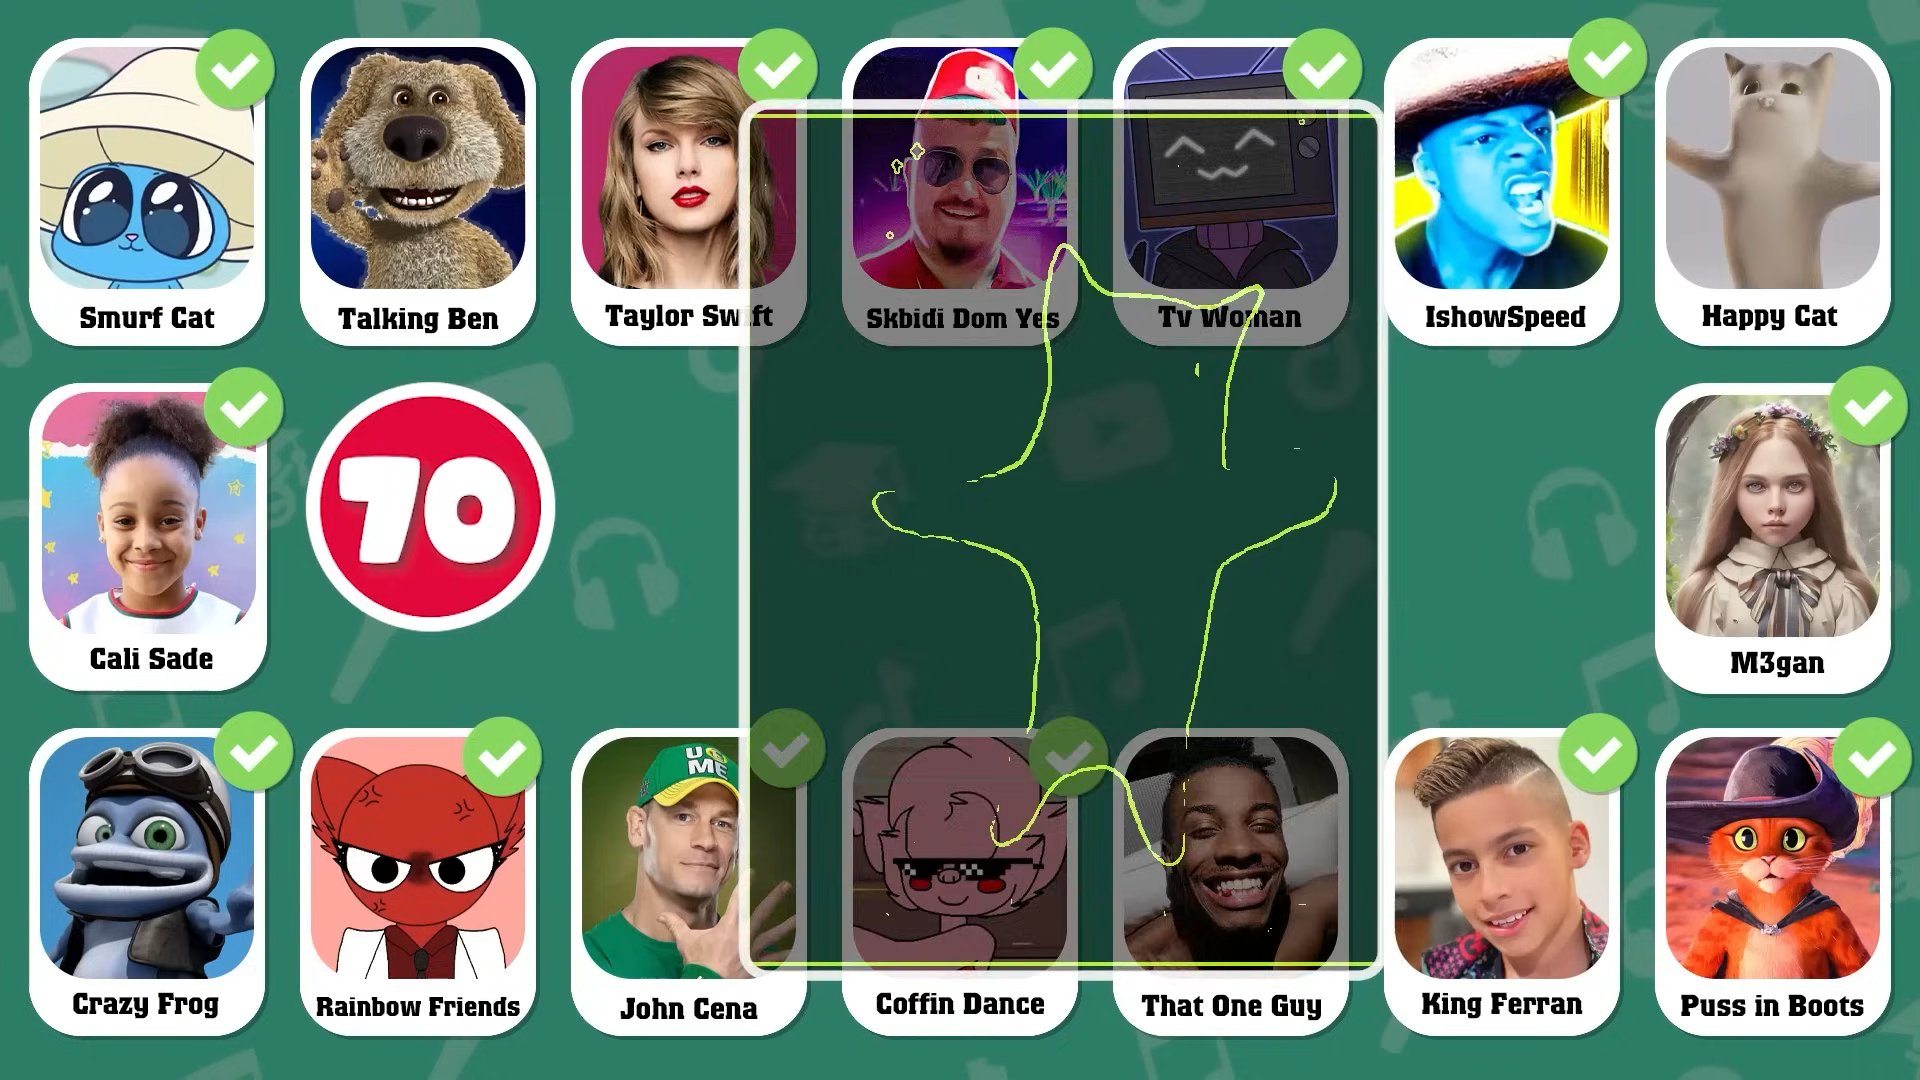 Smurf Cat
Talking Ben
Taylor Swift
Skbidi Dom Yes
Tv Woman
IshowSpeed
Happy Cat
Cali Sade
70
M3gan
U C
ME
Crazy Frog
Rainbow Friends
John Cena
Coffin Dance
That One Guy
King Ferran
Puss in Boots